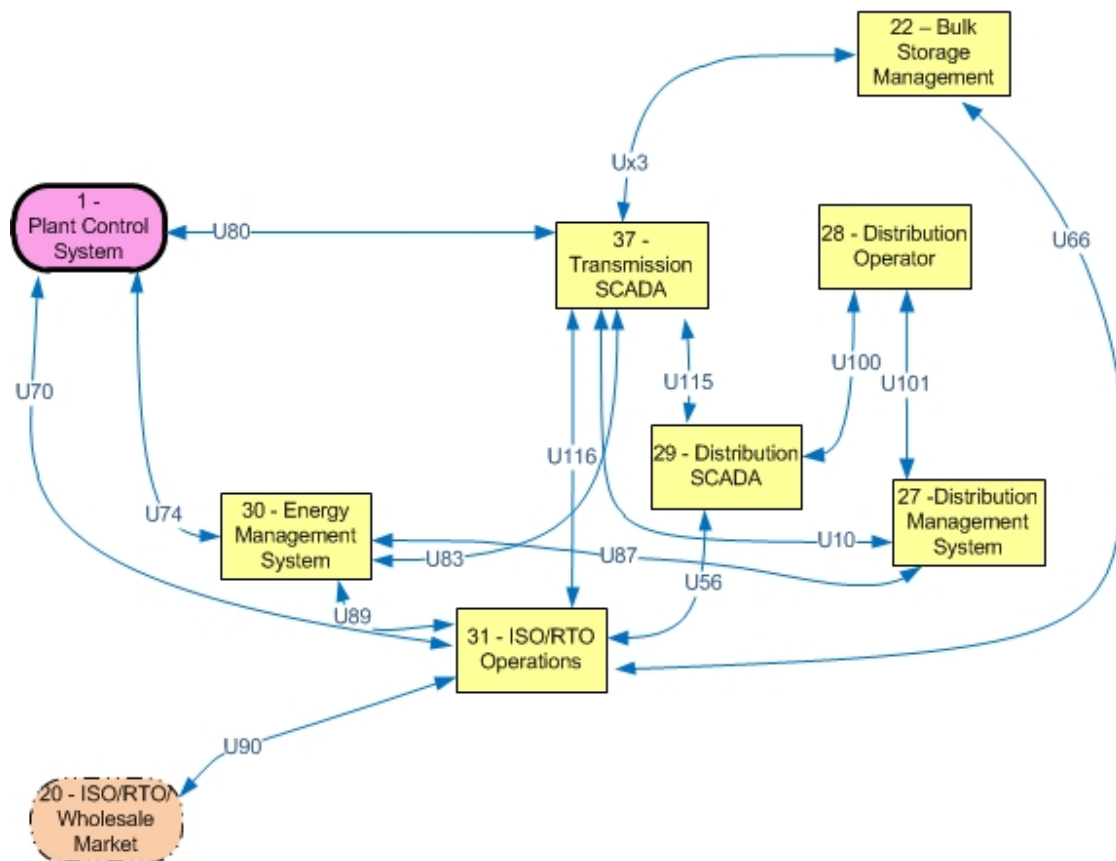 22 – Bulk
Storage
Management
Ux3
1 -
Plant Control
System
U80
37 -
Transmission
SCADA
28 - Distribution
Operator
U66
U70
U115
U100
U101
U116
29 - Distribution
SCADA
U74
30 - Energy
Management
System
U83
U87
U10
27 -Distribution
Management
System
U56
U89
31 - ISO/RTO
Operations
U90
20 - ISO/RTO/
Wholesale
Market